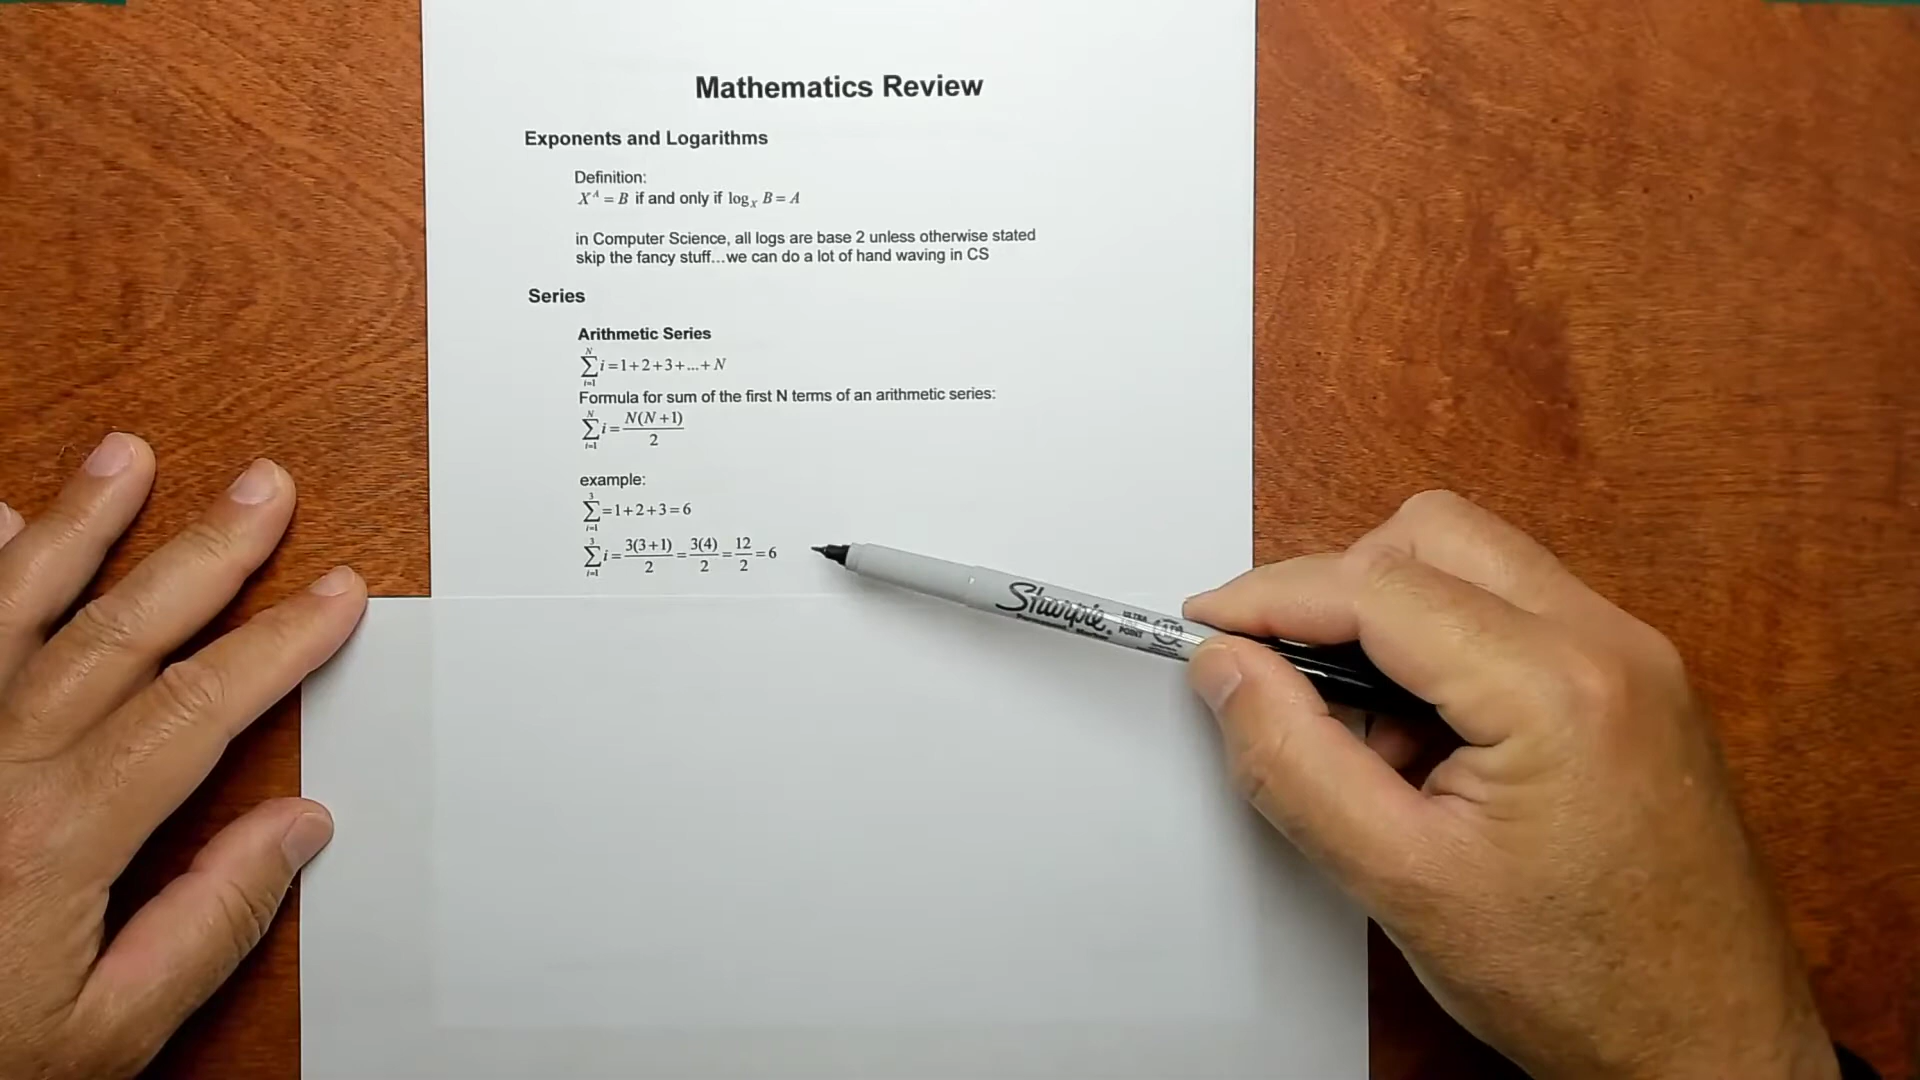 Mathematics Review
Exponents and Logarithms
Definition:
X^A = B if and only if log_X B = A
in Computer Science, all logs are base 2 unless otherwise stated
skip the fancy stuff...we can do a lot of hand waving in CS
Series
Arithmetic Series
∑_{i=1}^{N} i = 1+2+3+...+N
Formula for sum of the first N terms of an arithmetic series:
∑_{i=1}^{N} i = N(N+1)/2
example:
∑_{i=1}^{3} = 1+2+3 = 6
∑_{i=1}^{3} i = 3(3+1)/2 = 3(4)/2 = 12/2 = 6
Sharpie
ULTRA
POINT